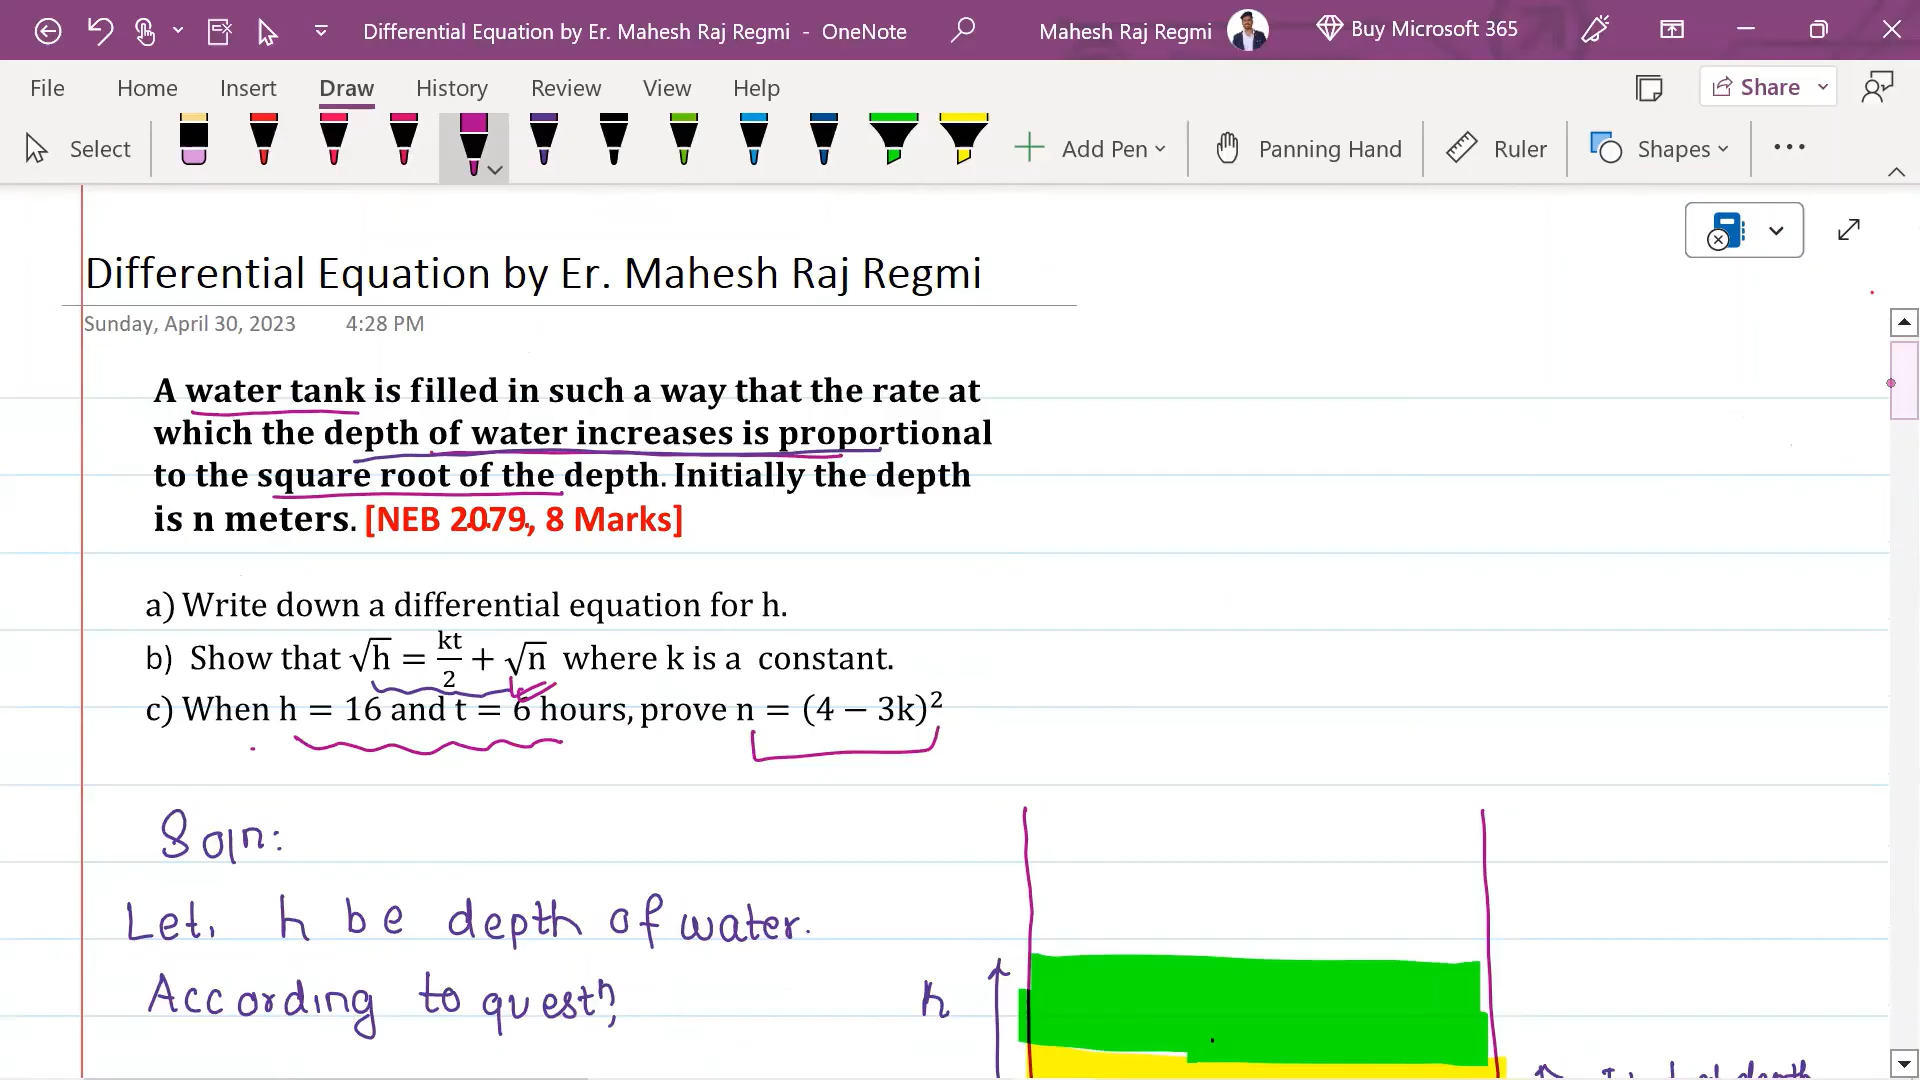 Differential Equation by Er. Mahesh Raj Regmi - OneNote
Mahesh Raj Regmi
Buy Microsoft 365
File Home Insert Draw History Review View Help
Share
Select
Add Pen
Panning Hand
Ruler
Shapes
Differential Equation by Er. Mahesh Raj Regmi
Sunday, April 30, 2023 4:28 PM
A water tank is filled in such a way that the rate at
which the depth of water increases is proportional
to the square root of the depth. Initially the depth
is n meters. [NEB 2079, 8 Marks]
a) Write down a differential equation for h.
b) Show that √h = kt/2 + √n where k is a constant.
c) When h = 16 and t = 6 hours, prove n = (4 − 3k)²
Soln:
Let, h be depth of water.
According to questn,
h
depth